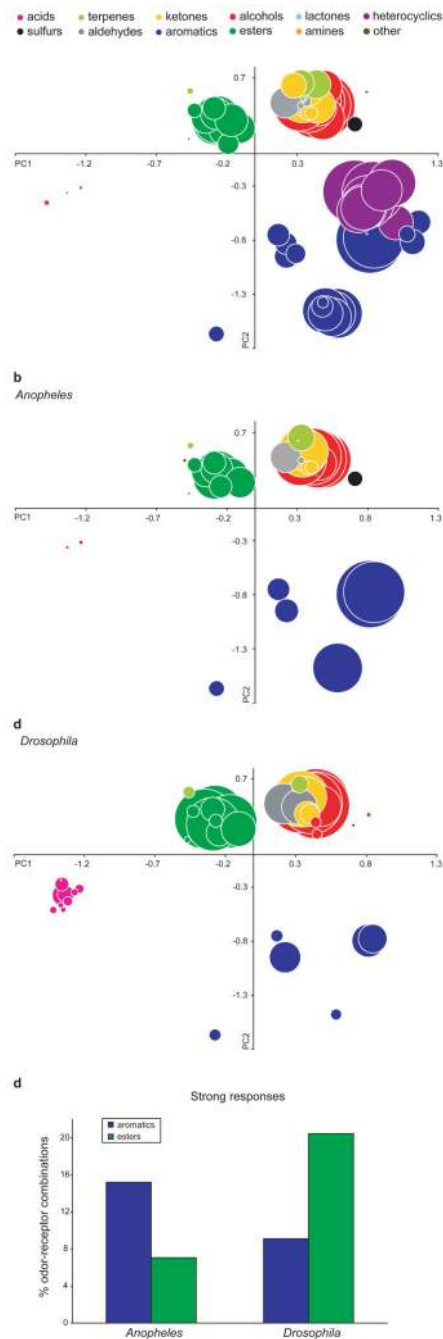 acids terpenes ketones alcohols lactones heterocyclics
sulfurs aldehydes aromatics esters amines other
0.7
PC1 -1.2 -0.7 -0.2 0.3 0.8 1.3
-0.3
-0.8
-1.3
PC2
b
Anopheles
0.7
PC1 -1.2 -0.7 -0.2 0.3 0.8 1.3
-0.3
-0.8
-1.3
PC2
d
Drosophila
0.7
PC1 -1.2 -0.7 -0.2 0.3 0.8 1.3
-0.3
-0.8
-1.3
PC2
d
Strong responses
aromatics
esters
% odor-receptor combinations
20
16
12
8
4
0
Anopheles Drosophila